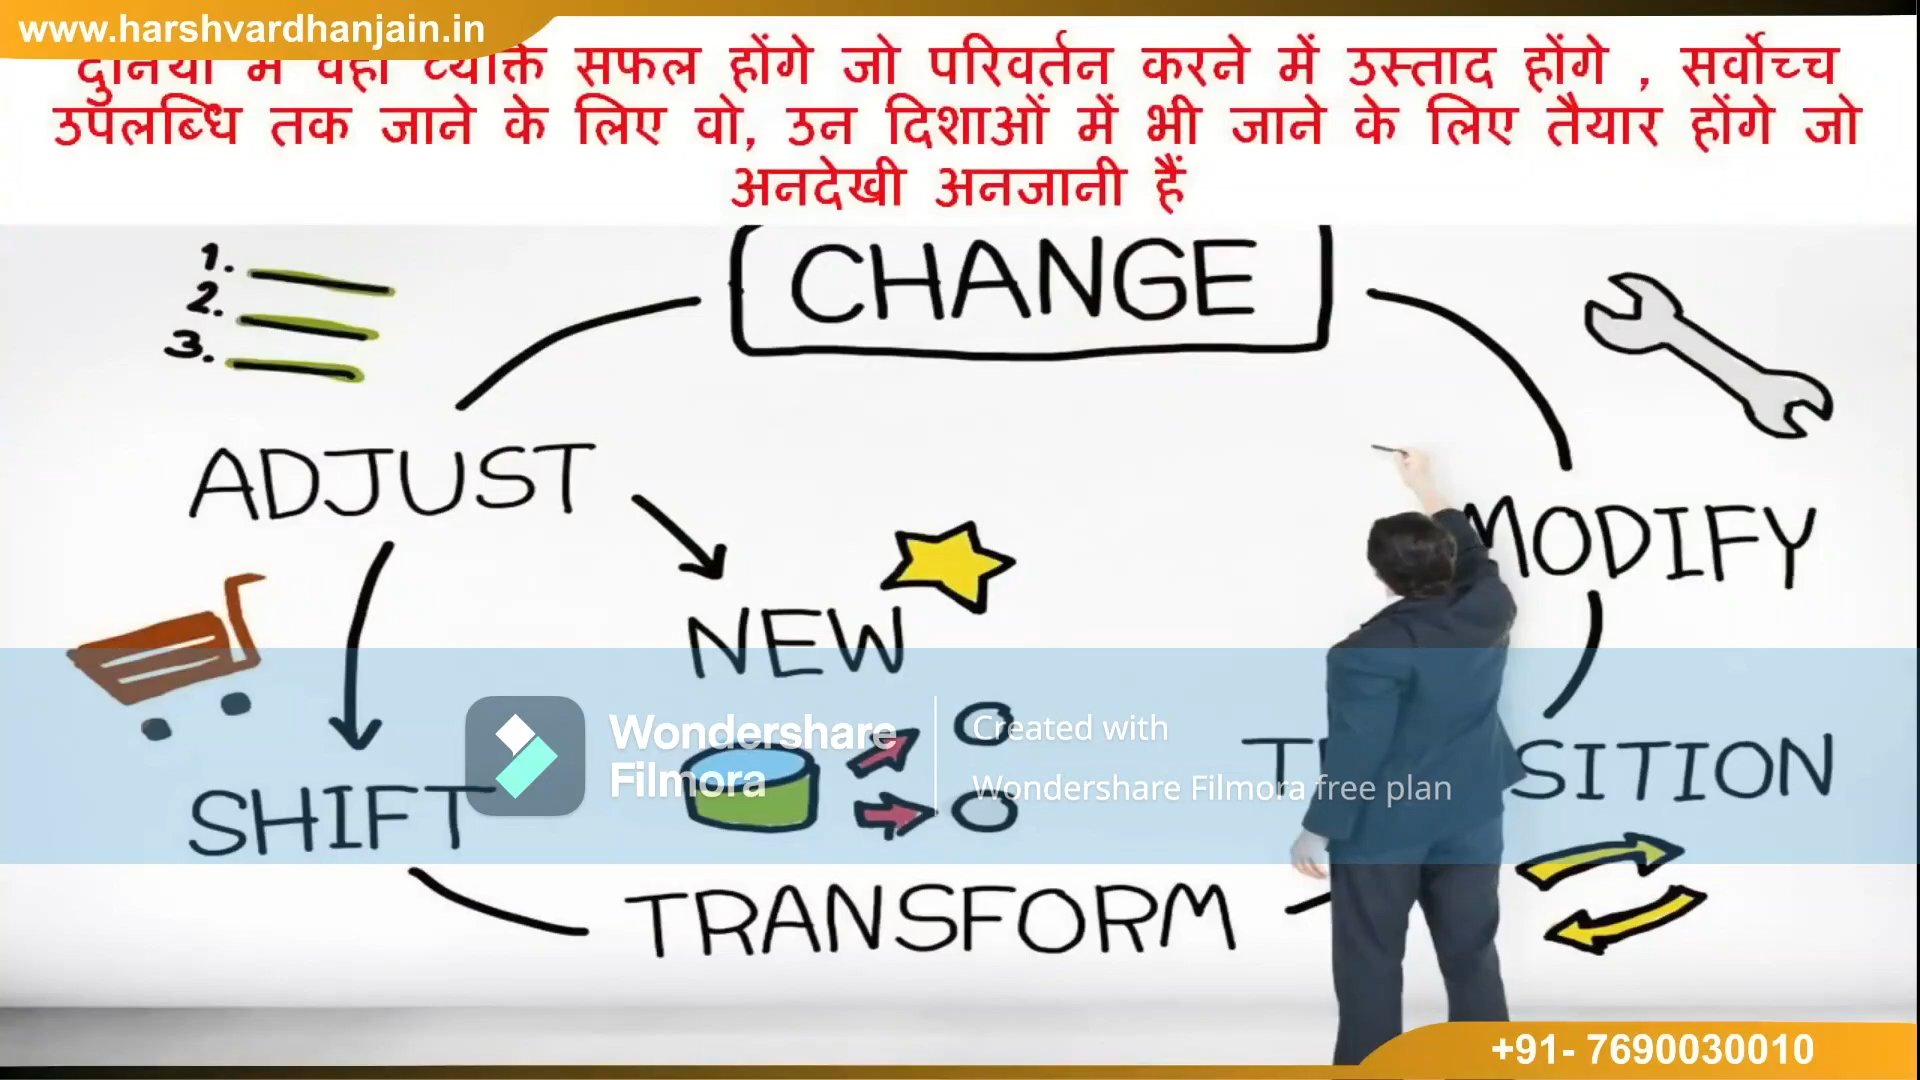 www.harshvardhanjain.in
दुनिया में वही व्यक्ति सफल होंगे जो परिवर्तन करने में उस्ताद होंगे , सर्वोच्च
उपलब्धि तक जाने के लिए वो, उन दिशाओं में भी जाने के लिए तैयार होंगे जो
अनदेखी अनजानी हैं
CHANGE
1.
2.
3.
ADJUST
MODIFY
NEW
Wondershare
Filmora
Created with
Wondershare Filmora free plan
SHIFT
TRANSFORM
+91- 7690030010